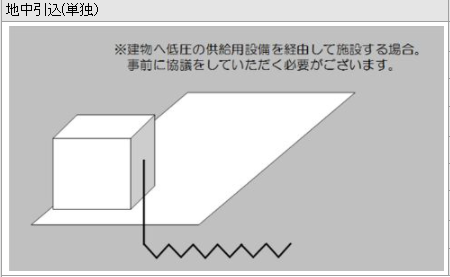 地中引込(単独)
※建物へ低圧の供給用設備を経由して施設する場合。
事前に協議をしていただく必要がございます。